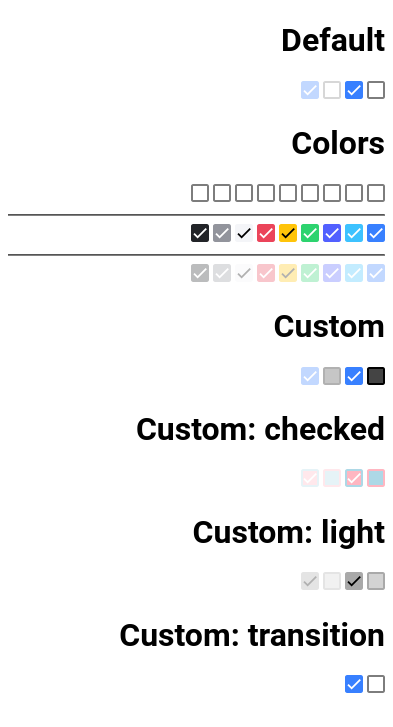 Default
Colors
Custom
Custom: checked
Custom: light
Custom: transition